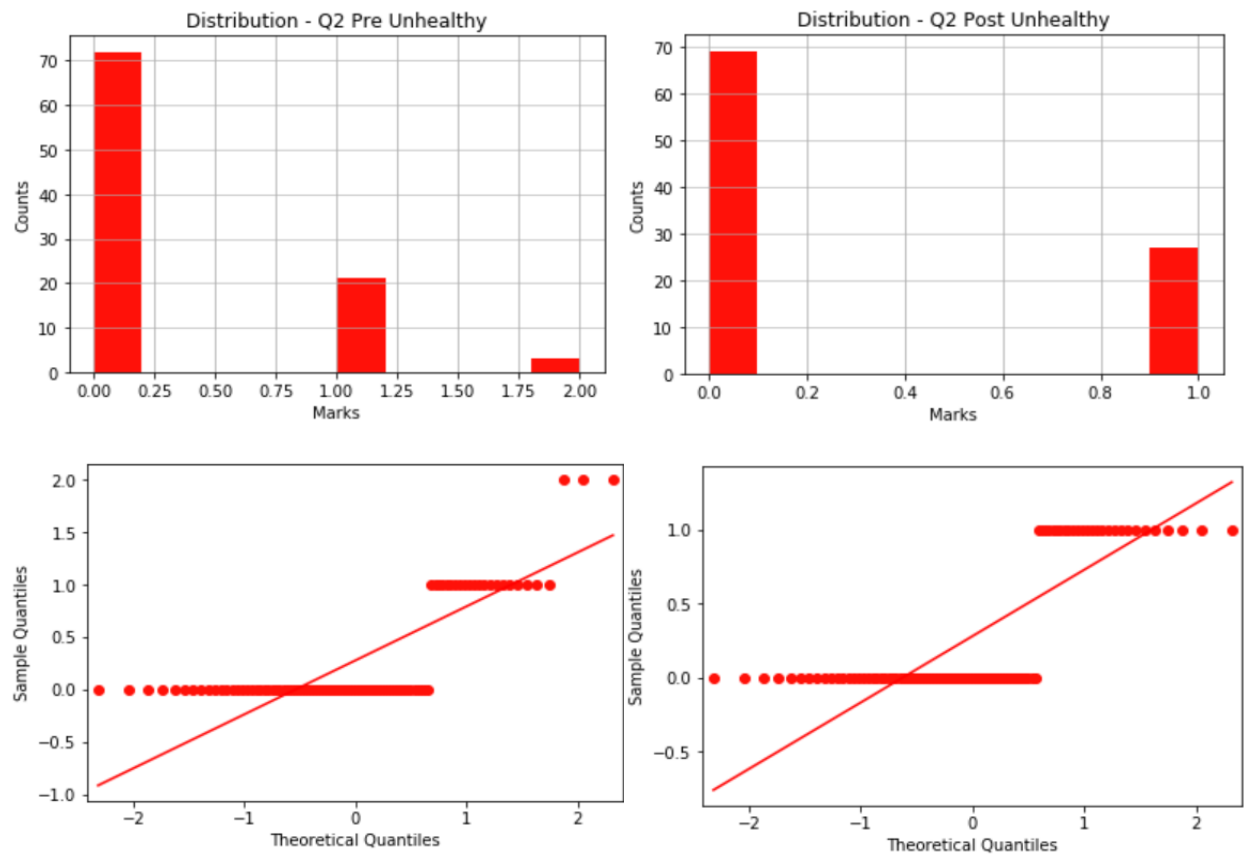 Distribution - Q2 Pre Unhealthy
70
60
50
40
30
20
10
0
Counts
0.00 0.25 0.50 0.75 1.00 1.25 1.50 1.75 2.00
Marks
Distribution - Q2 Post Unhealthy
70
60
50
40
30
20
10
0
Counts
0.0 0.2 0.4 0.6 0.8 1.0
Marks
2.0
1.5
1.0
0.5
0.0
−0.5
−1.0
Sample Quantiles
−2 −1 0 1 2
Theoretical Quantiles
1.0
0.5
0.0
−0.5
Sample Quantiles
−2 −1 0 1 2
Theoretical Quantiles